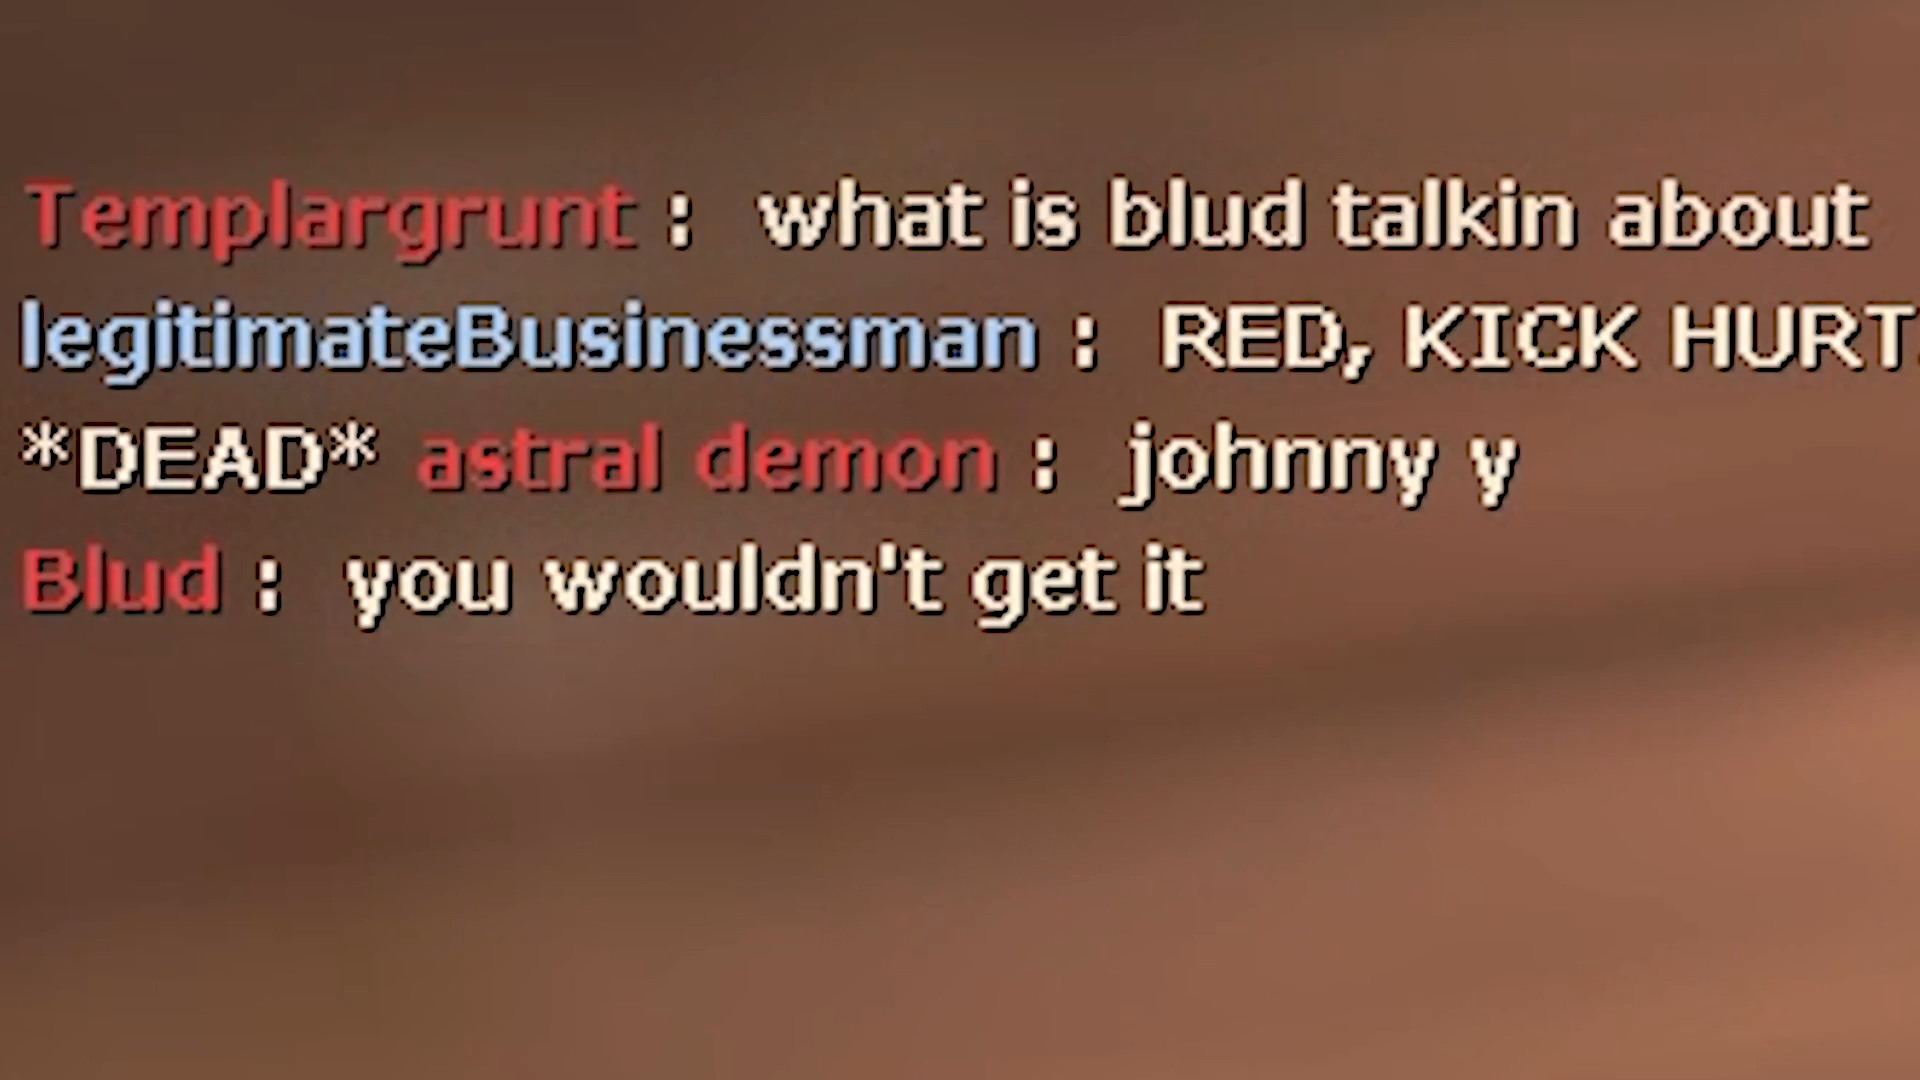 Templargrunt :  what is blud talkin about
legitimateBusinessman :  RED, KICK HURT
*DEAD* astral demon :  johnny y
Blud :  you wouldn't get it